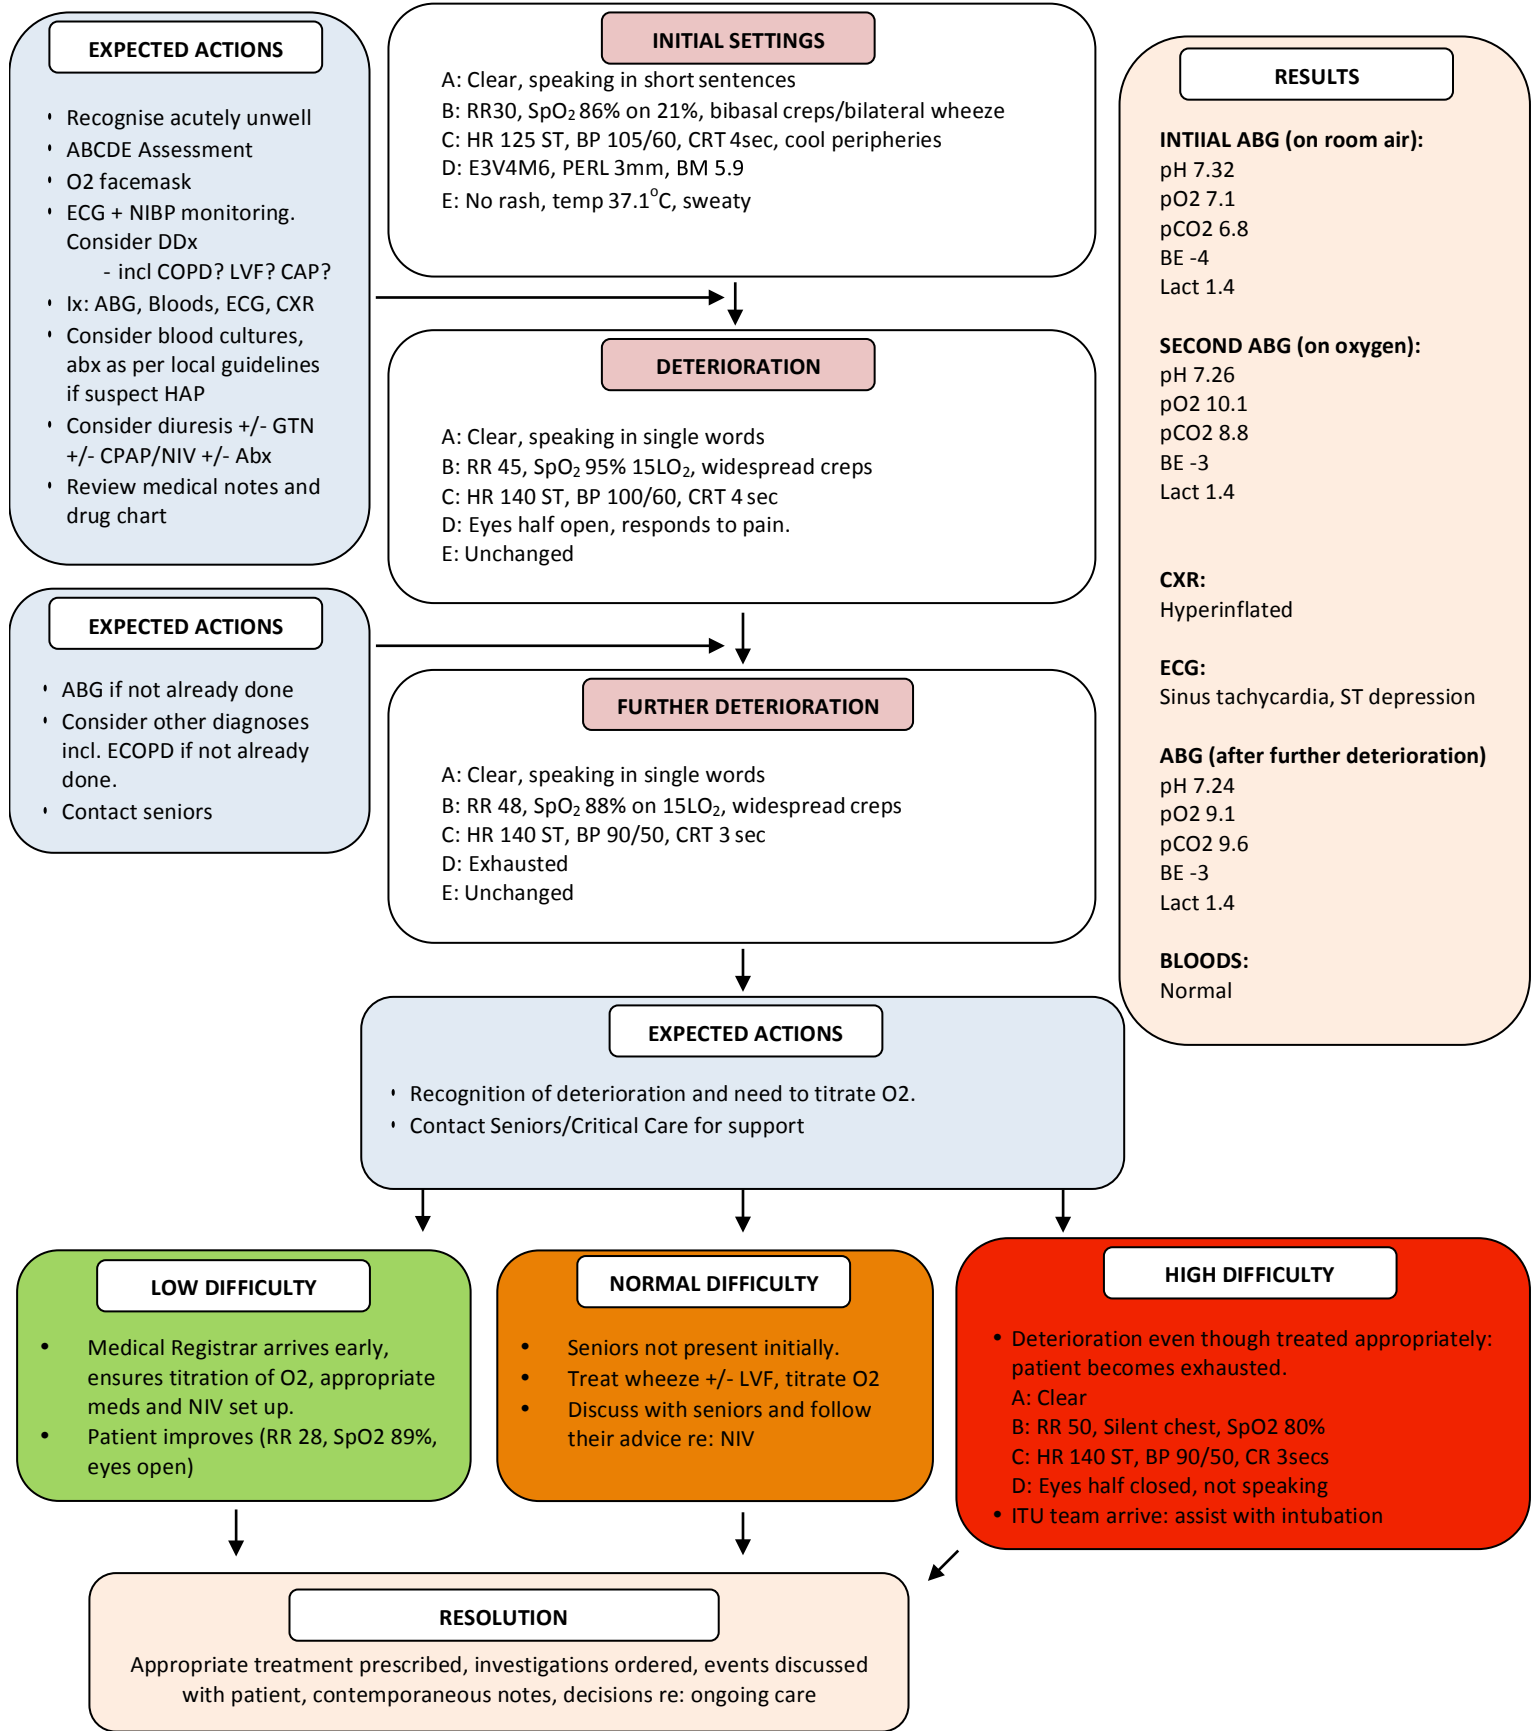 EXPECTED ACTIONS
• Recognise acutely unwell
• ABCDE Assessment
• O2 facemask
• ECG + NIBP monitoring.
Consider DDx
- incl COPD? LVF? CAP?
• Ix: ABG, Bloods, ECG, CXR
• Consider blood cultures,
abx as per local guidelines
if suspect HAP
• Consider diuresis +/- GTN
+/- CPAP/NIV +/- Abx
• Review medical notes and
drug chart
INITIAL SETTINGS
A: Clear, speaking in short sentences
B: RR30, SpO₂ 86% on 21%, bibasal creps/bilateral wheeze
C: HR 125 ST, BP 105/60, CRT 4sec, cool peripheries
D: E3V4M6, PERL 3mm, BM 5.9
E: No rash, temp 37.1°C, sweaty
DETERIORATION
A: Clear, speaking in single words
B: RR 45, SpO₂ 95% 15LO₂, widespread creps
C: HR 140 ST, BP 100/60, CRT 4 sec
D: Eyes half open, responds to pain.
E: Unchanged
EXPECTED ACTIONS
• ABG if not already done
• Consider other diagnoses
incl. ECOPD if not already
done.
• Contact seniors
FURTHER DETERIORATION
A: Clear, speaking in single words
B: RR 48, SpO₂ 88% on 15LO₂, widespread creps
C: HR 140 ST, BP 90/50, CRT 3 sec
D: Exhausted
E: Unchanged
RESULTS
INTIIAL ABG (on room air):
pH 7.32
pO2 7.1
pCO2 6.8
BE -4
Lact 1.4
SECOND ABG (on oxygen):
pH 7.26
pO2 10.1
pCO2 8.8
BE -3
Lact 1.4
CXR:
Hyperinflated
ECG:
Sinus tachycardia, ST depression
ABG (after further deterioration)
pH 7.24
pO2 9.1
pCO2 9.6
BE -3
Lact 1.4
BLOODS:
Normal
EXPECTED ACTIONS
• Recognition of deterioration and need to titrate O2.
• Contact Seniors/Critical Care for support
LOW DIFFICULTY
• Medical Registrar arrives early,
ensures titration of O2, appropriate
meds and NIV set up.
• Patient improves (RR 28, SpO2 89%,
eyes open)
NORMAL DIFFICULTY
• Seniors not present initially.
• Treat wheeze +/- LVF, titrate O2
• Discuss with seniors and follow
their advice re: NIV
HIGH DIFFICULTY
• Deterioration even though treated appropriately:
patient becomes exhausted.
A: Clear
B: RR 50, Silent chest, SpO2 80%
C: HR 140 ST, BP 90/50, CR 3secs
D: Eyes half closed, not speaking
• ITU team arrive: assist with intubation
RESOLUTION
Appropriate treatment prescribed, investigations ordered, events discussed
with patient, contemporaneous notes, decisions re: ongoing care